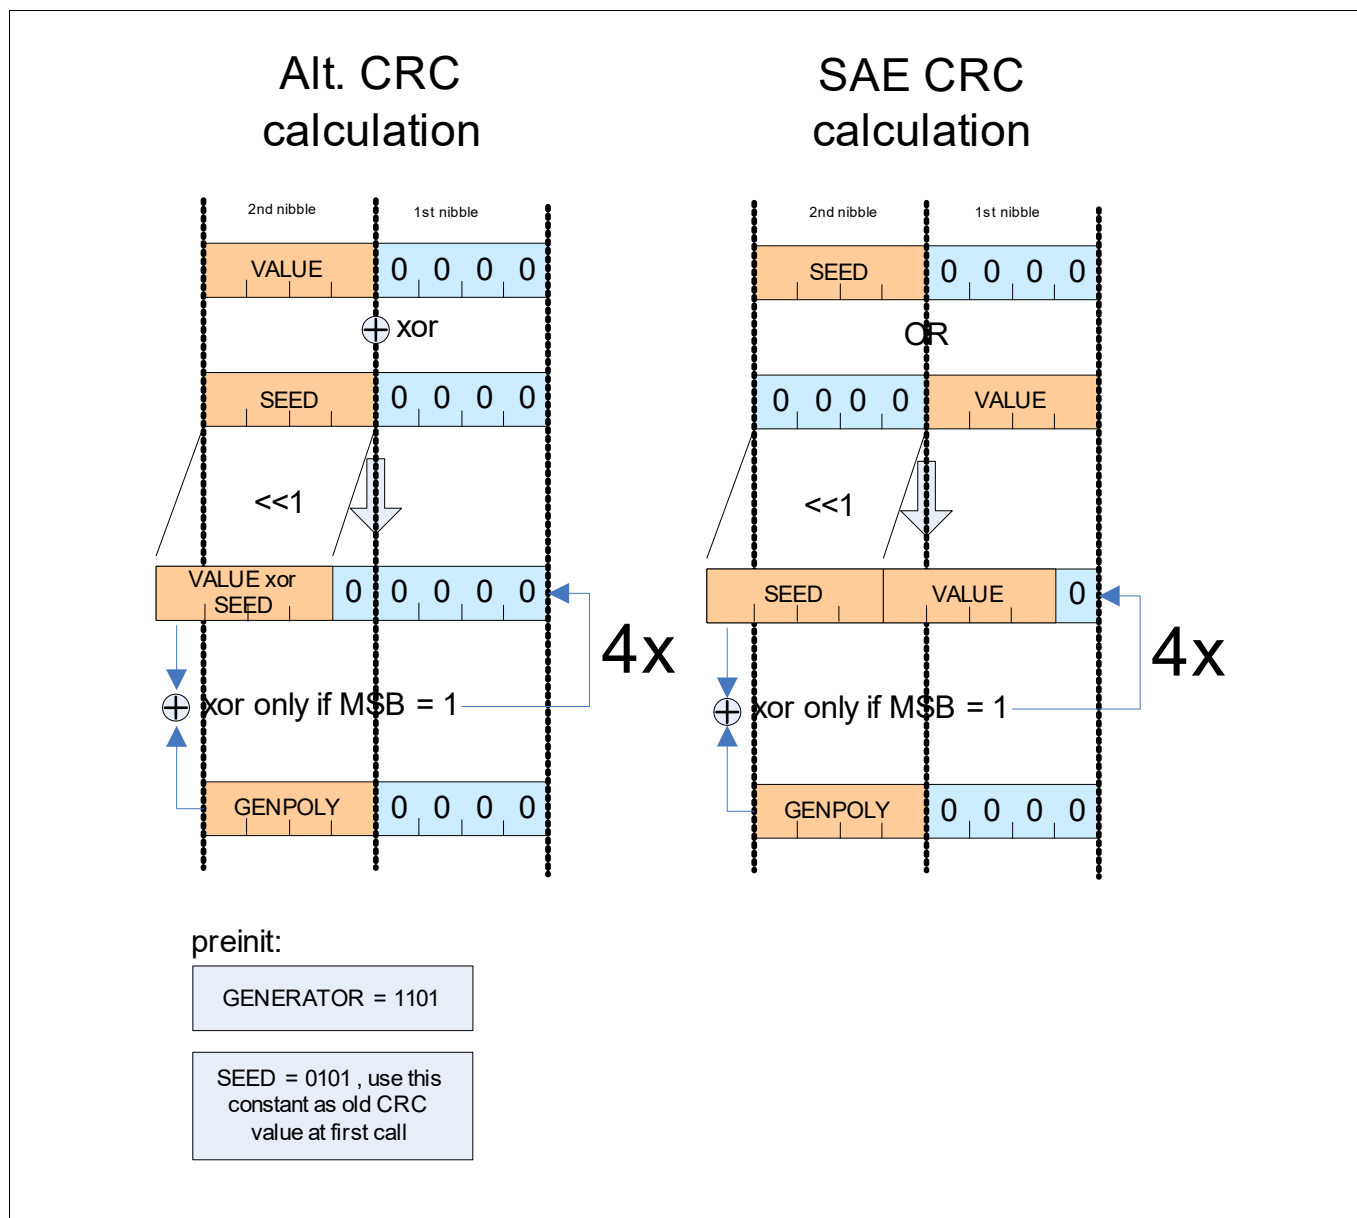 Alt. CRC
calculation
2nd nibble
1st nibble
VALUE
0 0 0 0
xor
SEED
0 0 0 0
<<1
VALUE xor
SEED
0 0 0 0 0
4x
xor only if MSB = 1
GENPOLY
0 0 0 0
preinit:
GENERATOR = 1101
SEED = 0101 , use this
constant as old CRC
value at first call
SAE CRC
calculation
2nd nibble
1st nibble
SEED
0 0 0 0
OR
0 0 0 0
VALUE
<<1
SEED
VALUE
0
4x
xor only if MSB = 1
GENPOLY
0 0 0 0